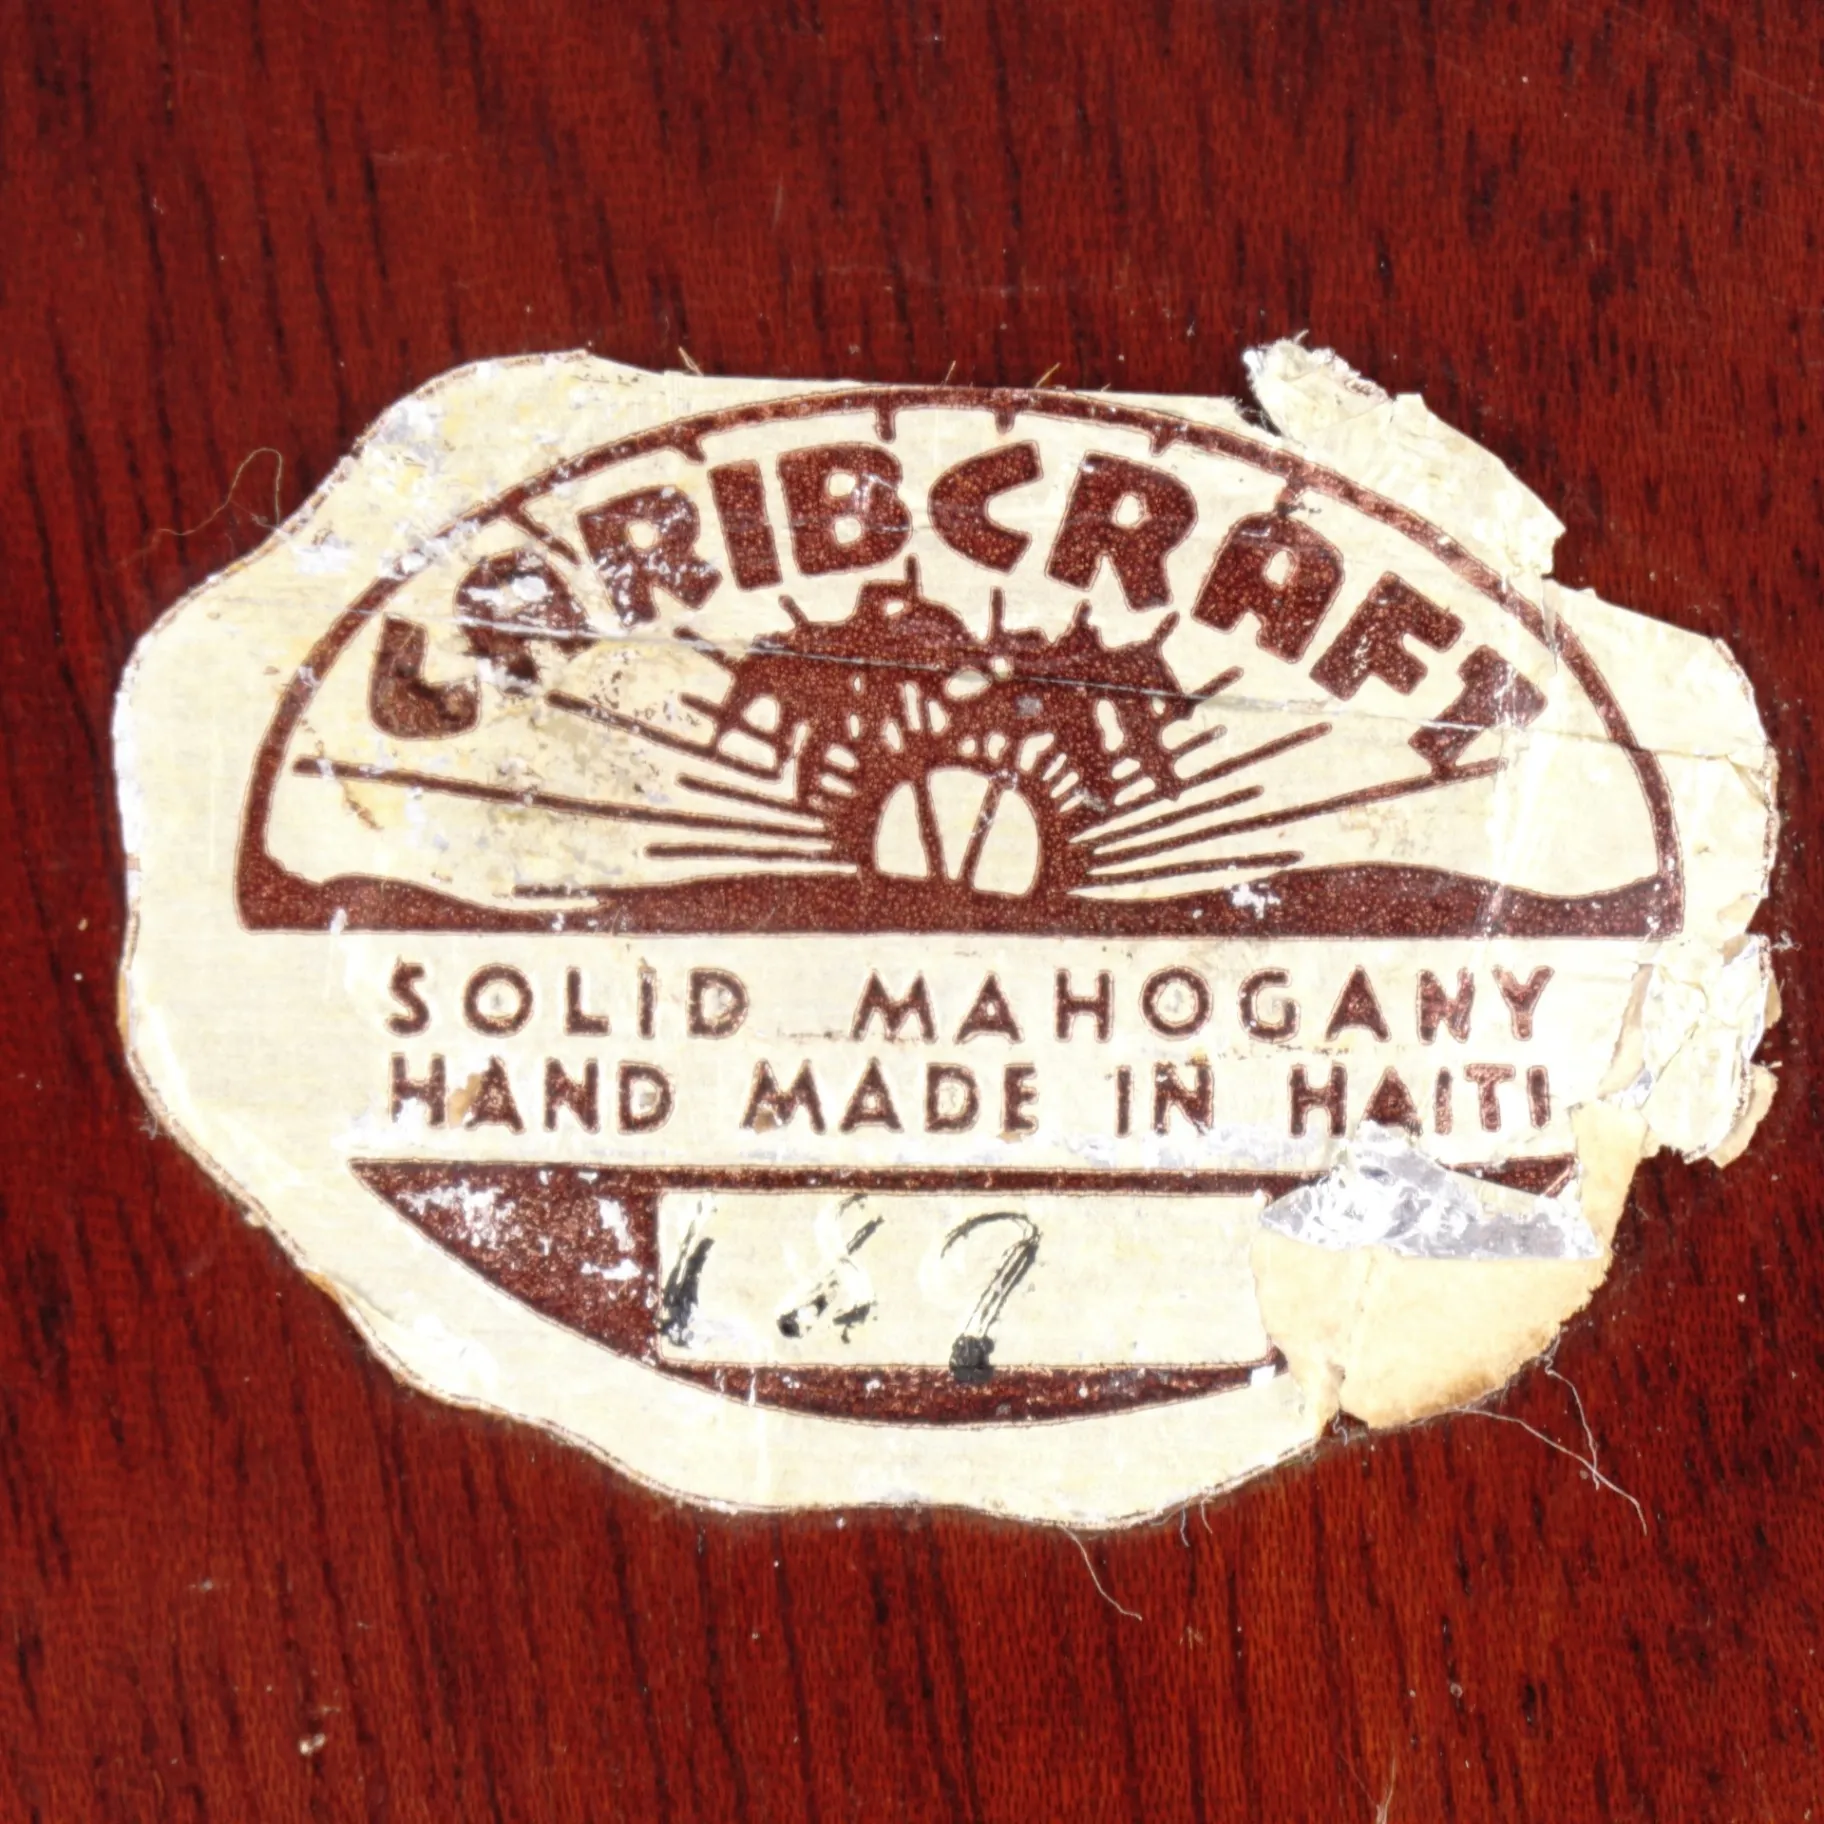 CARIBCRAFT
SOLID MAHOGANY
HAND MADE IN HAITI